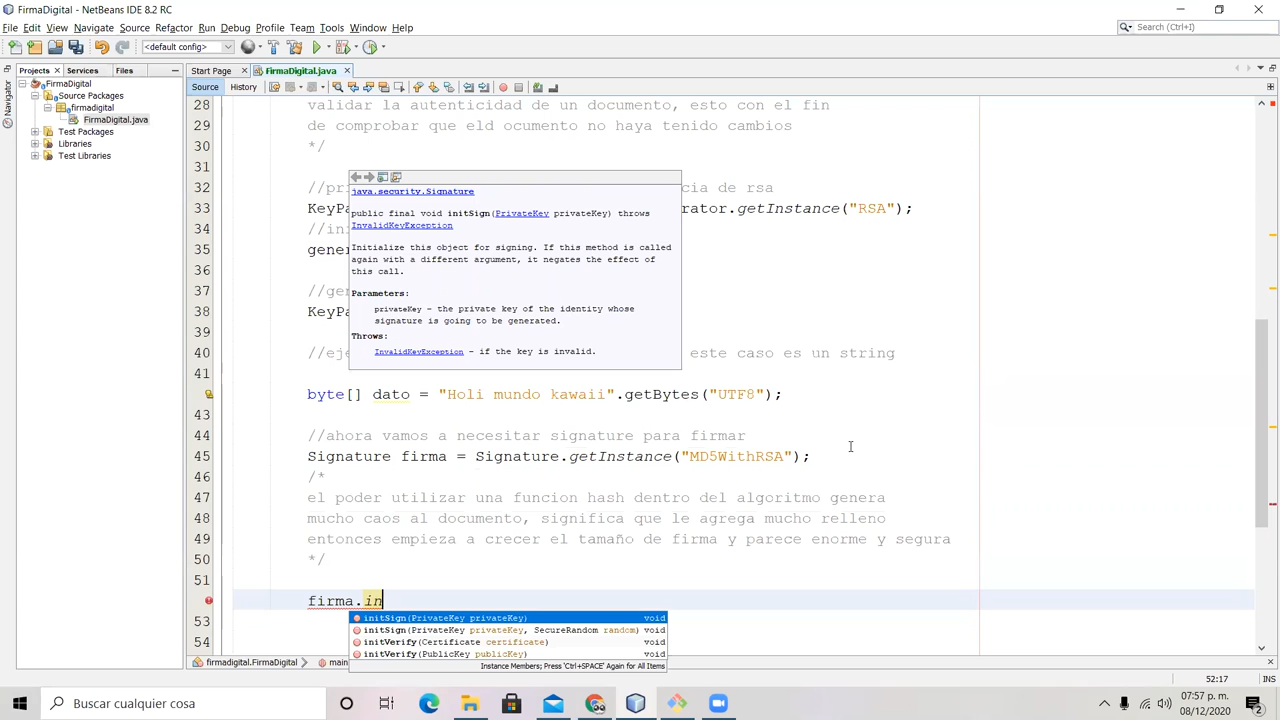 FirmaDigital - NetBeans IDE 8.2 RC
File Edit View Navigate Source Refactor Run Debug Profile Team Tools Window Help
Search (Ctrl+I)
<default config>
Projects Services Files
Start Page FirmaDigital.java
FirmaDigital
Source Packages
firmadigital
FirmaDigital.java
Test Packages
Libraries
Test Libraries
Navigator
Source History
28 validar la autenticidad de un documento, esto con el fin
29 de comprobar que eld ocumento no haya tenido cambios
30 */
31
32 //pr cia de rsa
33 KeyPa rator.getInstance("RSA");
34 //in
35 gener
36
37 //gen
38 KeyPa
39
40 //eje este caso es un string
41
byte[] dato = "Holi mundo kawaii".getBytes("UTF8");
43
44 //ahora vamos a necesitar signature para firmar
45 Signature firma = Signature.getInstance("MD5WithRSA");
46 /*
47 el poder utilizar una funcion hash dentro del algoritmo genera
48 mucho caos al documento, significa que le agrega mucho relleno
49 entonces empieza a crecer el tamaño de firma y parece enorme y segura
50 */
51
firma.in
53
54
java.security.Signature
public final void initSign(PrivateKey privateKey) throws
InvalidKeyException
Initialize this object for signing. If this method is called
again with a different argument, it negates the effect of
this call.
Parameters:
privateKey - the private key of the identity whose
signature is going to be generated.
Throws:
InvalidKeyException - if the key is invalid.
initSign(PrivateKey privateKey) void
initSign(PrivateKey privateKey, SecureRandom random) void
initVerify(Certificate certificate) void
initVerify(PublicKey publicKey) void
Instance Members; Press 'Ctrl+SPACE' Again for All Items
firmadigital.FirmaDigital main
52:17 INS
Buscar cualquier cosa
07:57 p. m.
08/12/2020
2